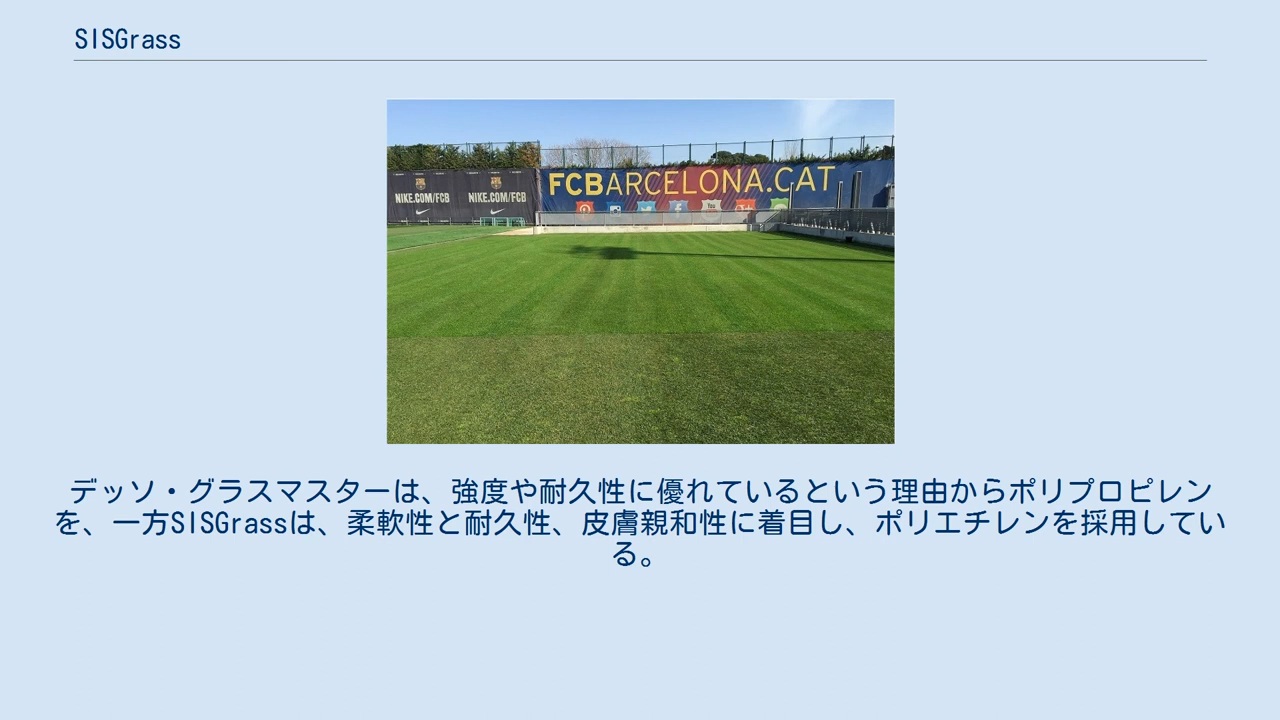 SISGrass
FCBARCELONA.CAT
NIKE.COM/FCB
NIKE.COM/FCB
You
デッソ・グラスマスターは、強度や耐久性に優れているという理由からポリプロピレン
を、一方SISGrassは、柔軟性と耐久性、皮膚親和性に着目し、ポリエチレンを採用してい
る。